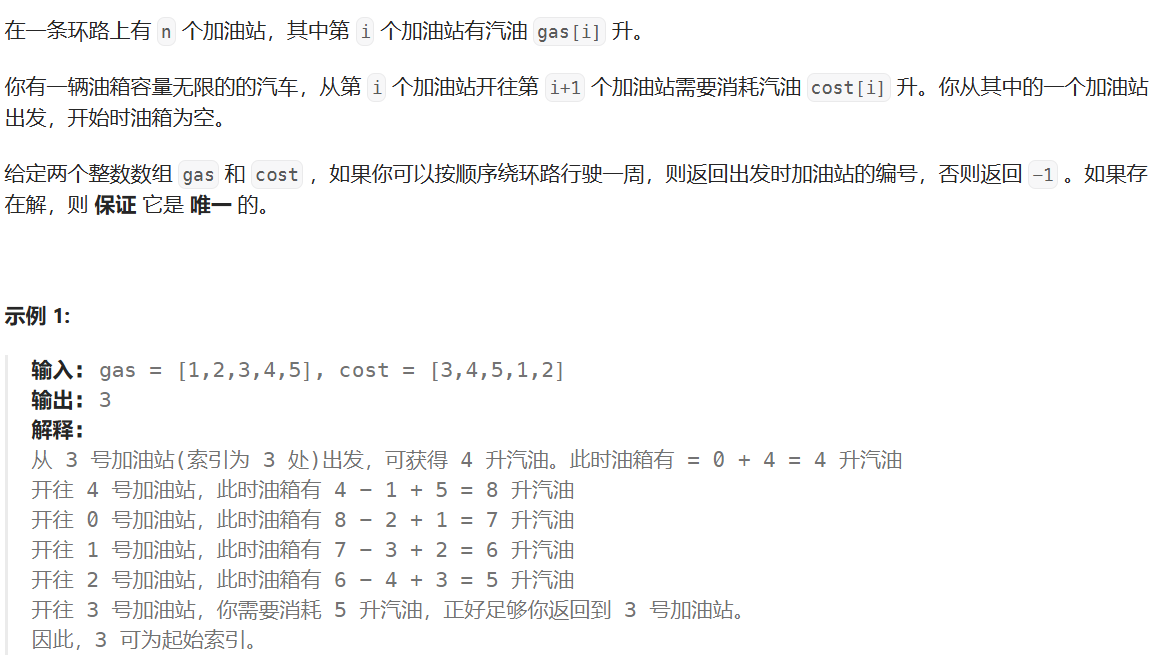 在一条环路上有 n 个加油站，其中第 i 个加油站有汽油 gas[i] 升。
你有一辆油箱容量无限的的汽车，从第 i 个加油站开往第 i+1 个加油站需要消耗汽油 cost[i] 升。你从其中的一个加油站
出发，开始时油箱为空。
给定两个整数数组 gas 和 cost ，如果你可以按顺序绕环路行驶一周，则返回出发时加油站的编号，否则返回 -1 。如果存
在解，则 保证 它是 唯一 的。
示例 1:
输入: gas = [1,2,3,4,5], cost = [3,4,5,1,2]
输出: 3
解释:
从 3 号加油站(索引为 3 处)出发，可获得 4 升汽油。此时油箱有 = 0 + 4 = 4 升汽油
开往 4 号加油站，此时油箱有 4 - 1 + 5 = 8 升汽油
开往 0 号加油站，此时油箱有 8 - 2 + 1 = 7 升汽油
开往 1 号加油站，此时油箱有 7 - 3 + 2 = 6 升汽油
开往 2 号加油站，此时油箱有 6 - 4 + 3 = 5 升汽油
开往 3 号加油站，你需要消耗 5 升汽油，正好足够你返回到 3 号加油站。
因此，3 可为起始索引。